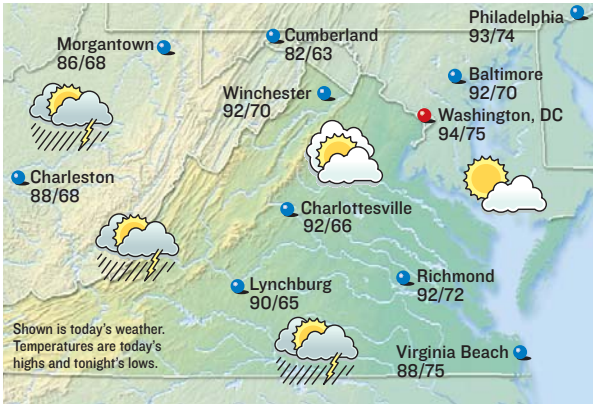 Philadelphia
93/74
Morgantown
86/68
Cumberland
82/63
Baltimore
92/70
Winchester
92/70
Washington, DC
94/75
Charleston
88/68
Charlottesville
92/66
Lynchburg
90/65
Richmond
92/72
Shown is today's weather.
Temperatures are today's
highs and tonight's lows.
Virginia Beach
88/75